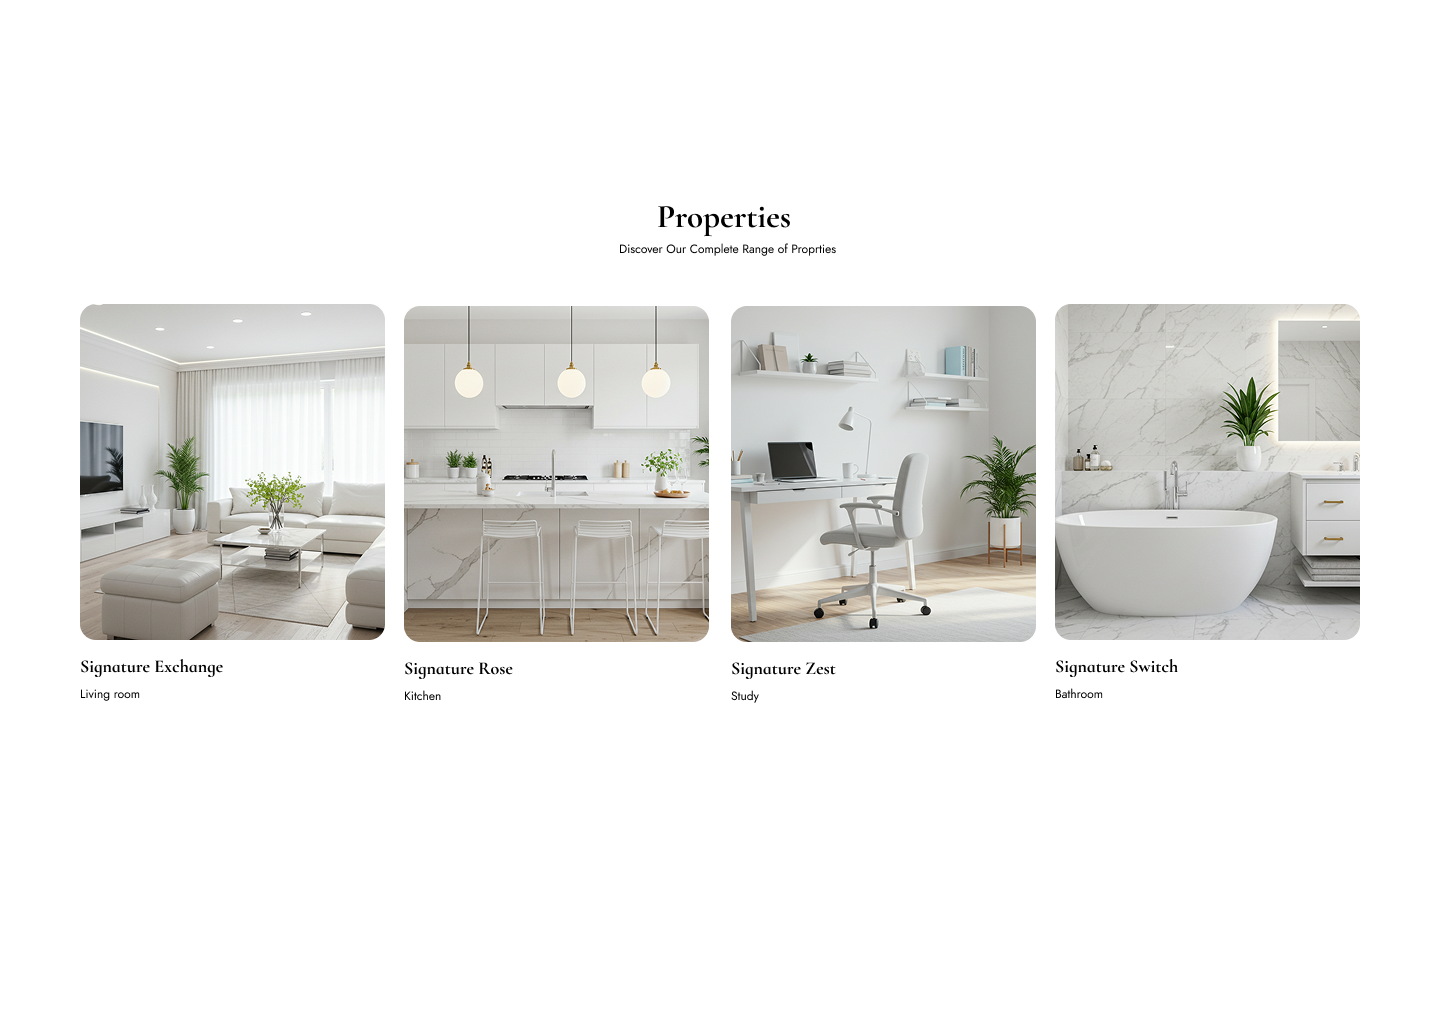 Properties
Discover Our Complete Range of Proprties
Signature Exchange
Living room
Signature Rose
Kitchen
Signature Zest
Study
Signature Switch
Bathroom